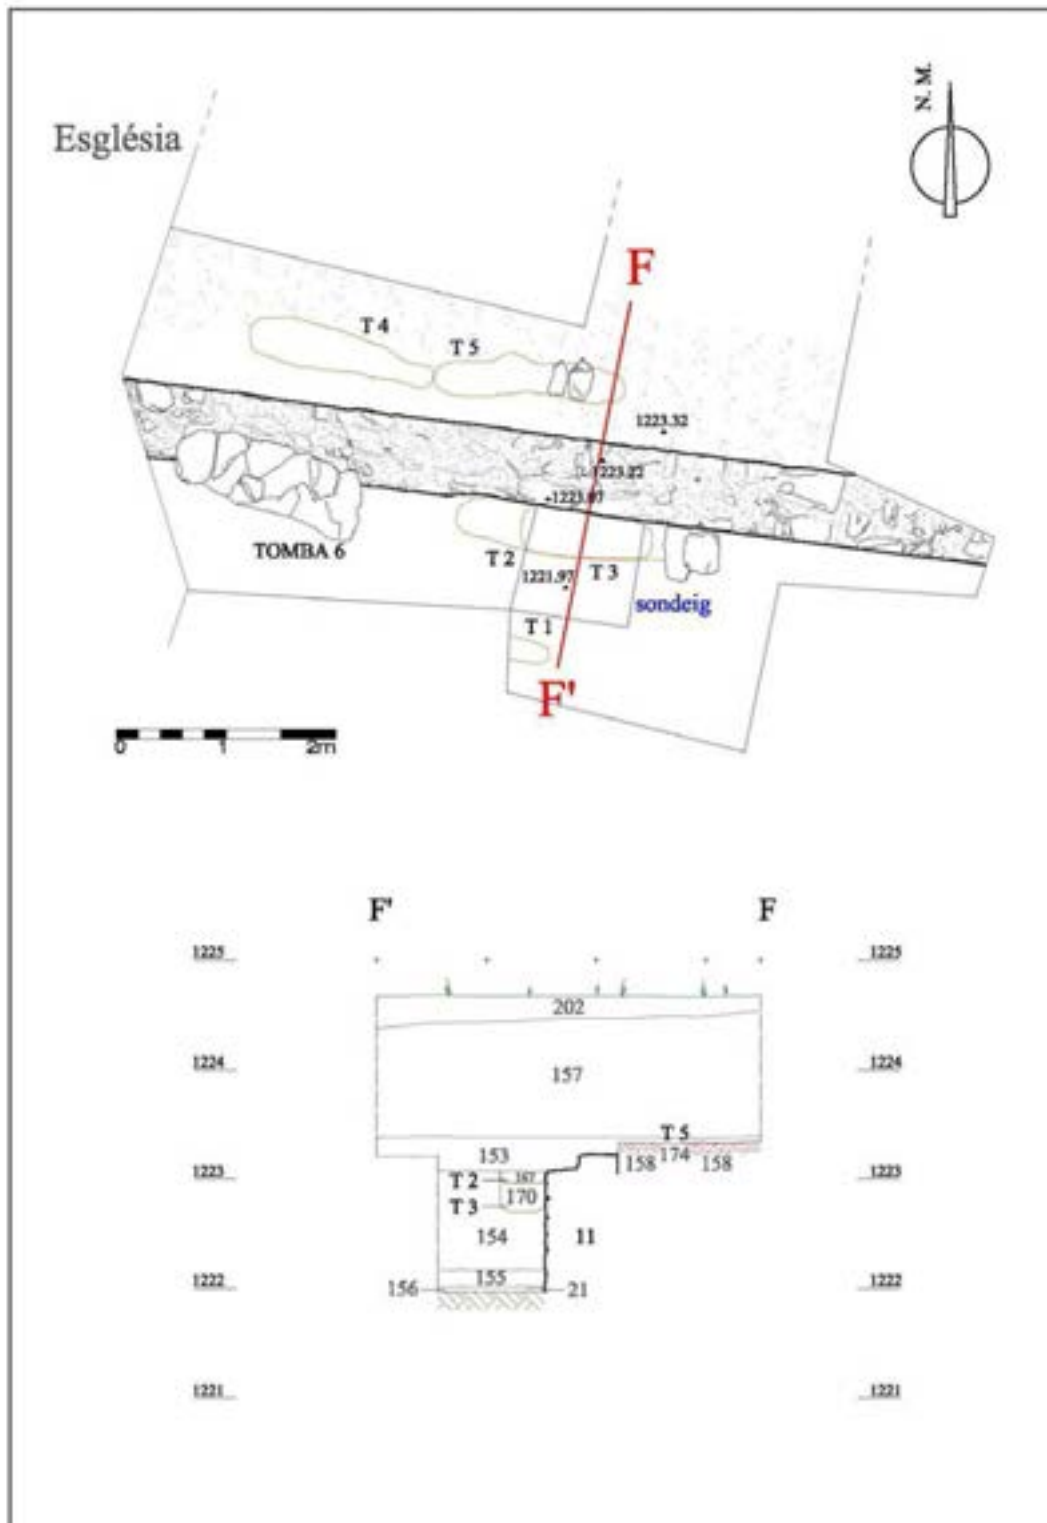 N. M.
Església
F
T 4
T 5
1223.32
1223.22
1223.07
TOMBA 6
T 2
T 3
1221.97
sondeig
T 1
F'
0 1 2m
F' F
1225 1225
202
1224 157 1224
T 5
153 158 174 158
1223 1223
T 2 167
170
T 3
154 11
155
1222 156 21 1222
1221 1221